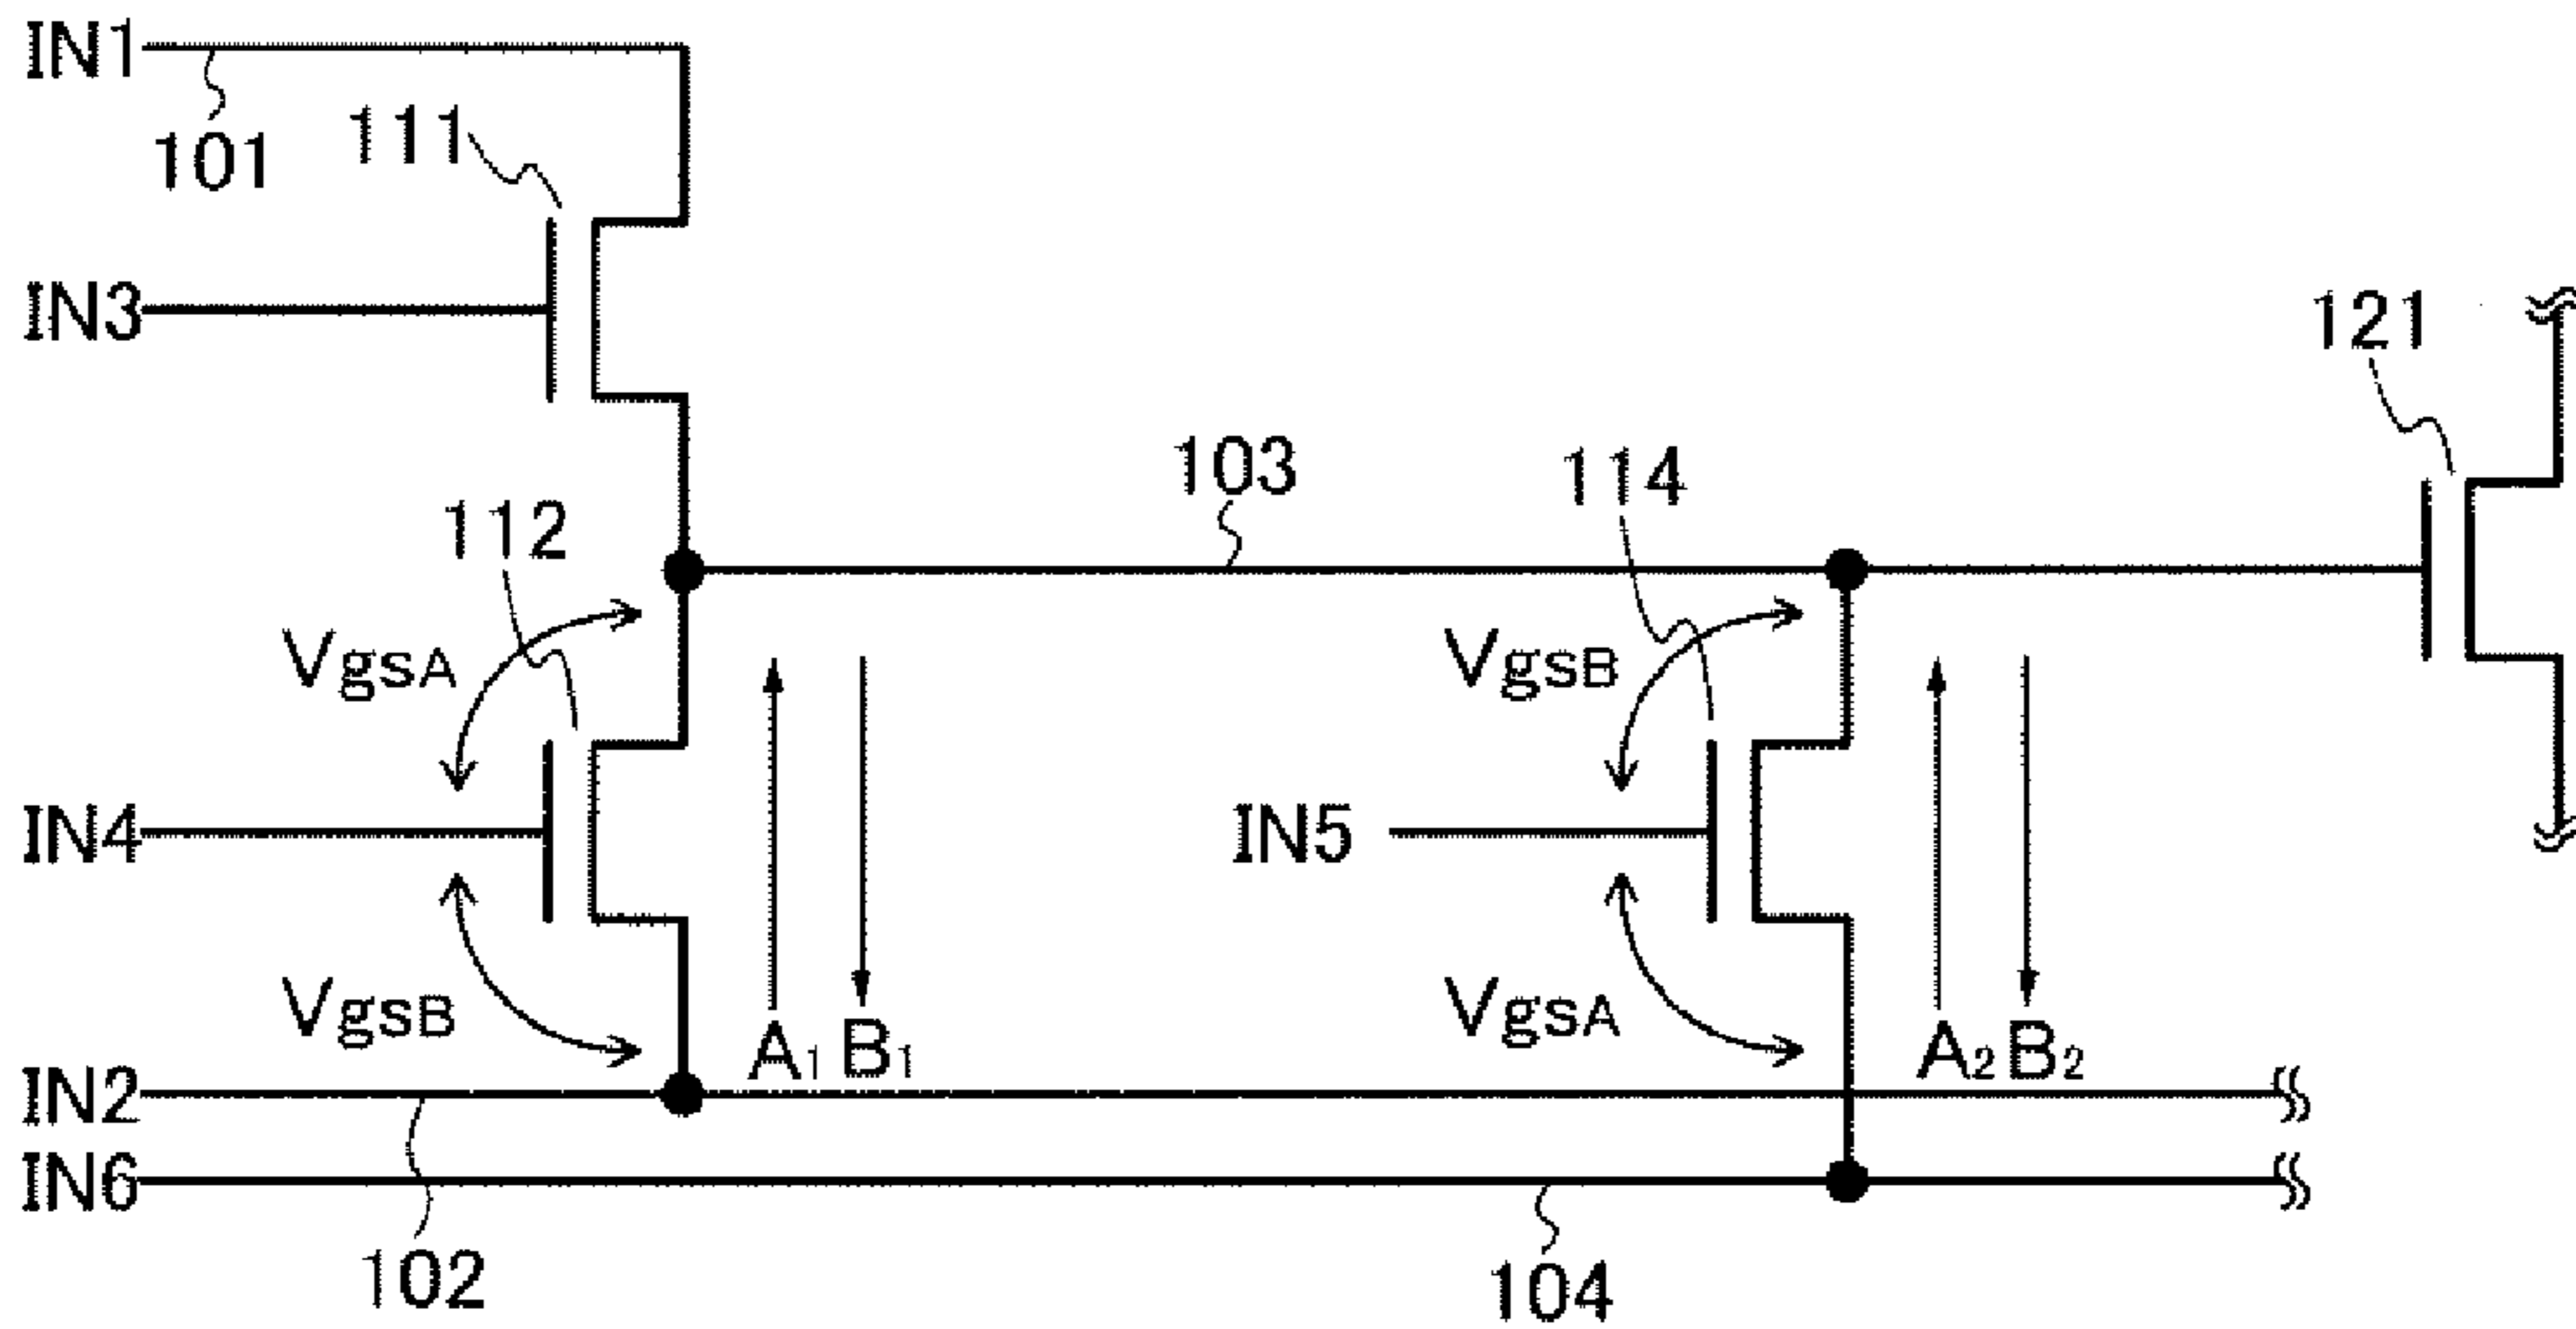 IN1
101
111
IN3
121
103
114
112
VgsA
VgsB
IN4
IN5
VgsB
VgsA
A1 B1
A2 B2
IN2
IN6
102
104